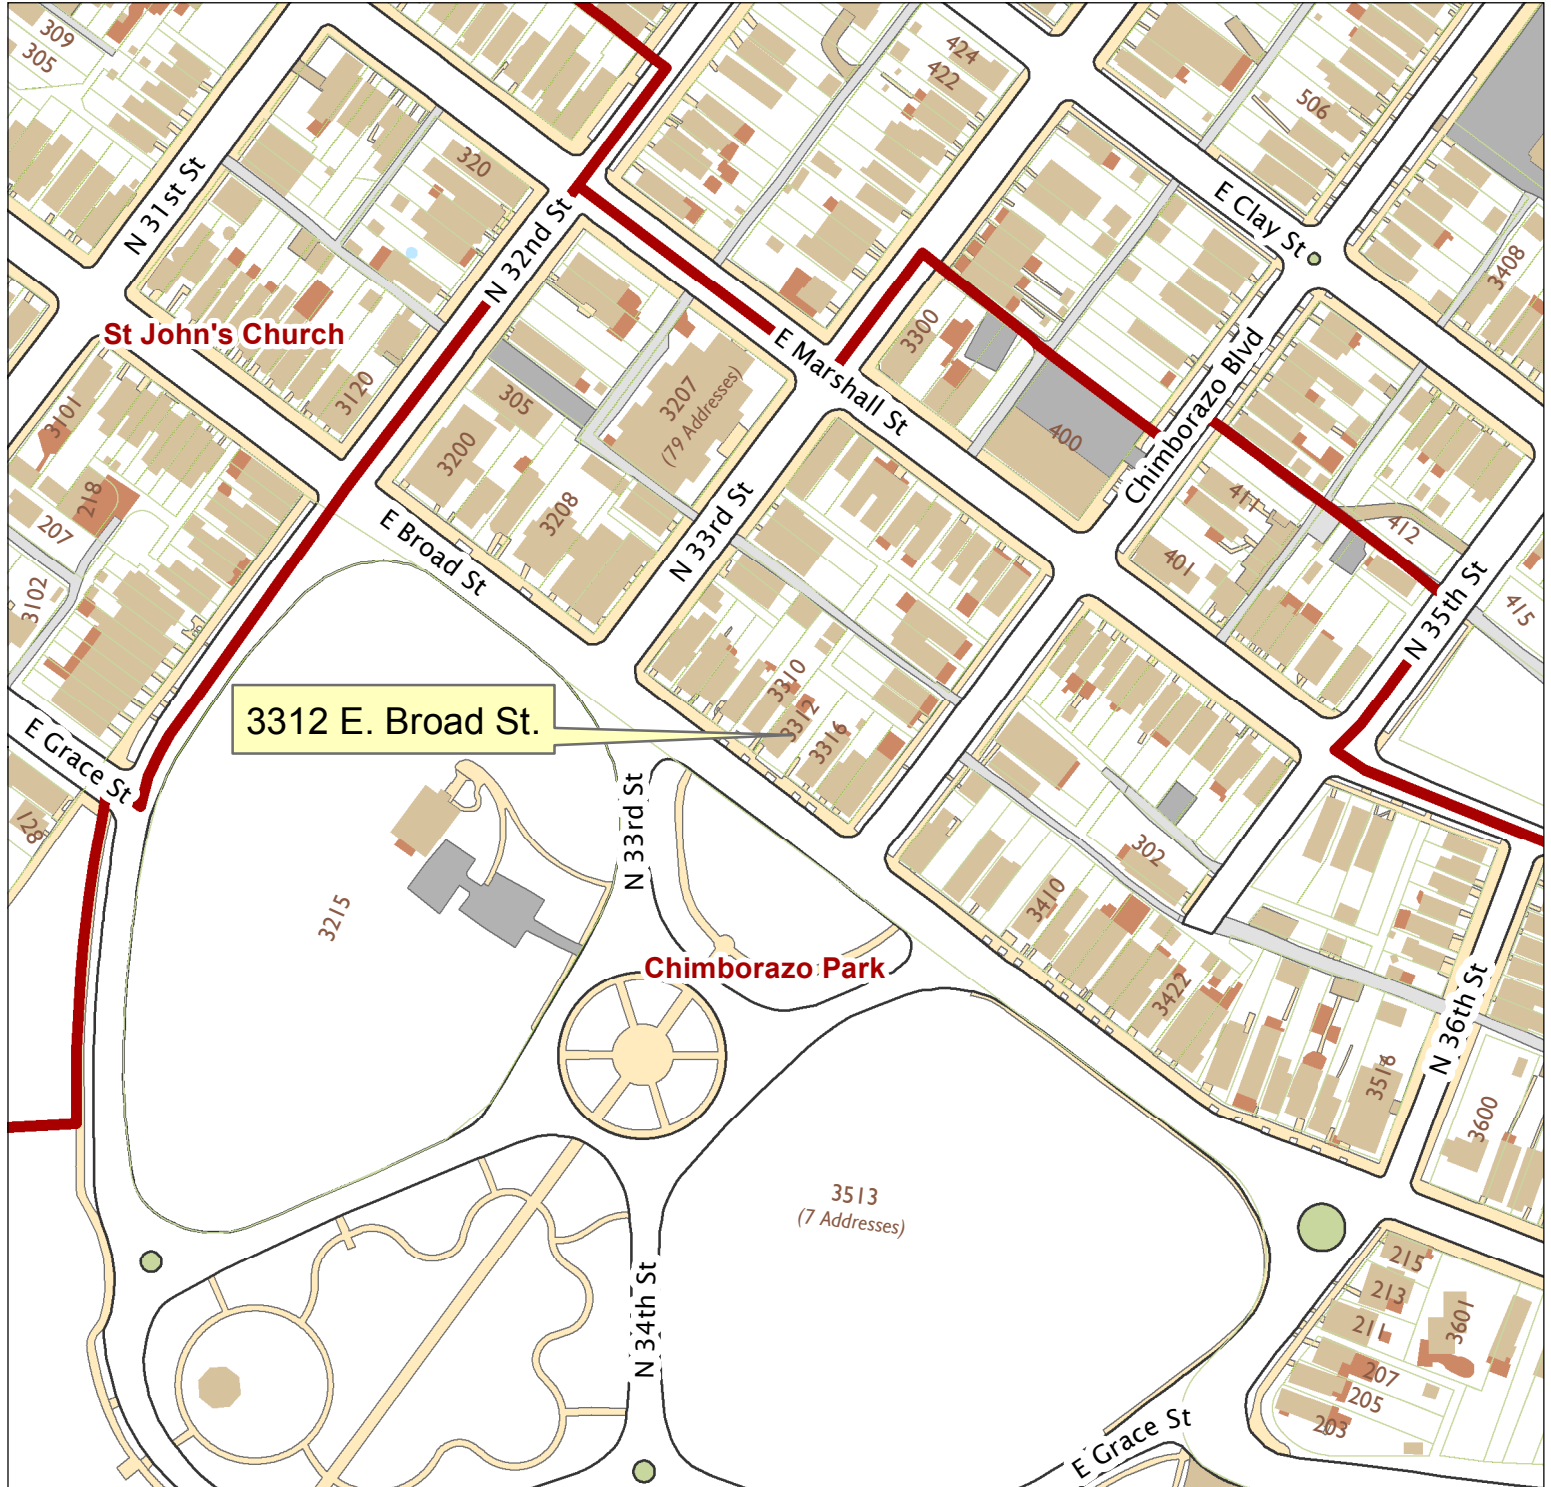 309
305
424
422
506
N 31st St
320
E Clay St
3408
N 32nd St
St John's Church
3300
E Marshall St
Chimborazo Blvd
3120
305
3207
(79 Addresses)
3101
3200
400
218
207
3208
N 33rd St
411
412
401
E Broad St
3102
N 35th St
415
3310
3312
3316
3312 E. Broad St.
E Grace St
128
N 33rd St
302
3410
3215
Chimborazo Park
3422
N 36th St
3516
3600
3513
(7 Addresses)
215
213
211
3601
N 34th St
207
205
203
E Grace St